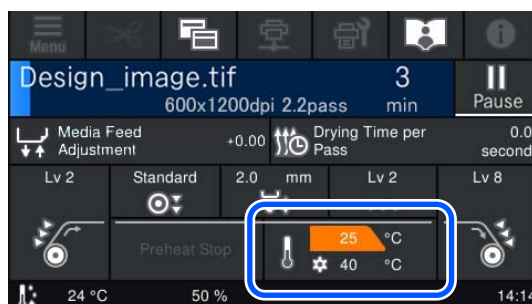 Menu
Design_image.tif
3
600x1200dpi 2.2pass
min
Pause
Media Feed
Adjustment
+0.00
Drying Time per
Pass
0.0
second
Lv 2
Standard
2.0 mm
Lv 2
Lv 8
Preheat Stop
25 °C
40 °C
24 °C
50 %
14:14